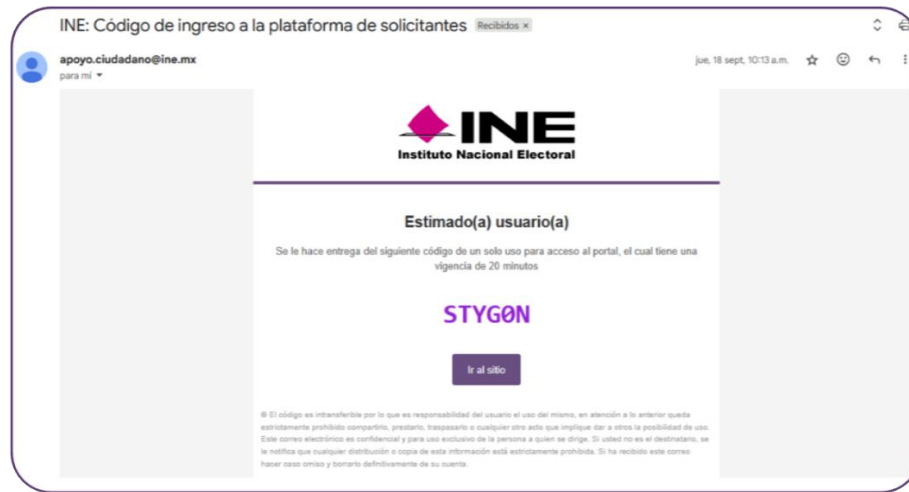 INE: Código de ingreso a la plataforma de solicitantes Recibidos ×
apoyo.ciudadano@ine.mx jue, 18 sept, 10:13 a.m.
para mí
INE
Instituto Nacional Electoral
Estimado(a) usuario(a)
Se le hace entrega del siguiente código de un solo uso para acceso al portal, el cual tiene una
vigencia de 20 minutos
STYG0N
Ir al sitio
® El código es intransferible por lo que es responsabilidad del usuario el uso del mismo, en atención a lo anterior queda
estrictamente prohibido compartirlo, prestarlo, traspasarlo o cualquier otro acto que implique dar a otros la posibilidad de uso.
Este correo electrónico es confidencial y para uso exclusivo de la persona a quien se dirige. Si usted no es el destinatario, se
le notifica que cualquier distribución o copia de esta información está estrictamente prohibida. Si ha recibido este correo
hacer caso omiso y borrarlo definitivamente de su cuenta.